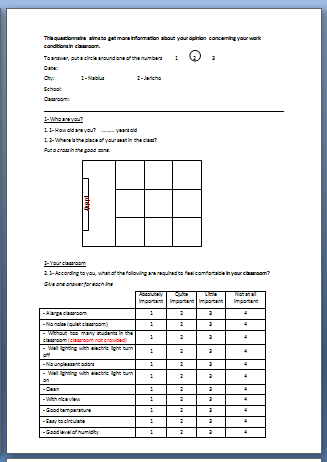 This questionnaire aims to get more information about your opinion concerning your work
conditions in classroom.
To answer, put a circle around one of the numbers 1 2 3
Date:
City: 1- Nablus 2- Jericho
School:
Classroom:
1- Who are you?
1.1- How old are you? ......... years old
1.2- Where is the place of your seat in the class?
Put a cross in the good zone.
2- Your classroom
2.1- According to you, what of the following are required to feel comfortable in your classroom?
Give one answer for each line
Absolutely important Quite important Little important Not at all important
- A large classroom 1 2 3 4
- No noise (quiet classroom) 1 2 3 4
- Without too many students in the classroom (classroom not crowded) 1 2 3 4
- Well lighting with electric light turn off 1 2 3 4
- No unpleasant odors 1 2 3 4
- Well lighting with electric light turn on 1 2 3 4
- Clean 1 2 3 4
- With nice view 1 2 3 4
- Good temperature 1 2 3 4
- Easy to circulate 1 2 3 4
- Good level of humidity 1 2 3 4